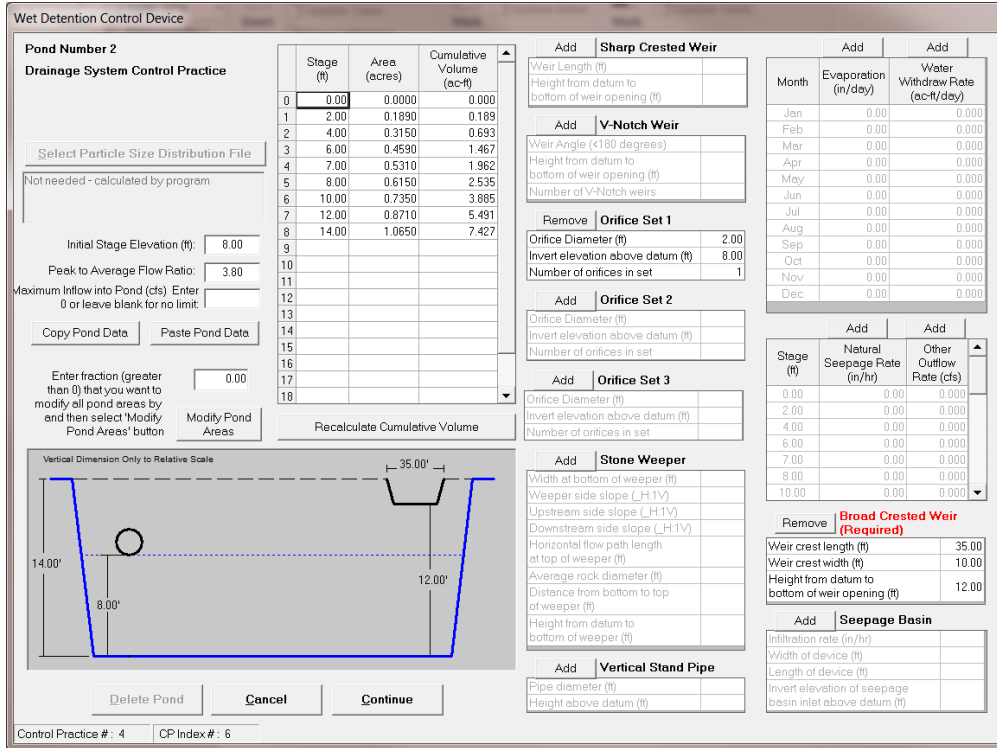 Wet Detention Control Device
Pond Number 2
Drainage System Control Practice
Select Particle Size Distribution File
Not needed - calculated by program
Initial Stage Elevation (ft): 8.00
Peak to Average Flow Ratio: 3.80
Maximum Inflow into Pond (cfs) Enter
0 or leave blank for no limit:
Copy Pond Data Paste Pond Data
Enter fraction (greater 0.00
than 0) that you want to
modify all pond areas by
and then select 'Modify
Pond Areas' button
Modify Pond
Areas
Stage
(ft)
Area
(acres)
Cumulative
Volume
(ac-ft)
0 0.00 0.0000 0.000
1 2.00 0.1890 0.189
2 4.00 0.3150 0.693
3 6.00 0.4590 1.467
4 7.00 0.5310 1.962
5 8.00 0.6150 2.535
6 10.00 0.7350 3.885
7 12.00 0.8710 5.491
8 14.00 1.0650 7.427
9
10
11
12
13
14
15
16
17
18
Recalculate Cumulative Volume
Vertical Dimension Only to Relative Scale
35.00'
14.00'
8.00'
12.00'
Delete Pond Cancel Continue
Control Practice # : 4 CP Index # : 6
Add Sharp Crested Weir
Weir Length (ft)
Height from datum to
bottom of weir opening (ft)
Add V-Notch Weir
Weir Angle (<180 degrees)
Height from datum to
bottom of weir opening (ft)
Number of V-Notch weirs
Remove Orifice Set 1
Orifice Diameter (ft) 2.00
Invert elevation above datum (ft) 8.00
Number of orifices in set 1
Add Orifice Set 2
Orifice Diameter (ft)
Invert elevation above datum (ft)
Number of orifices in set
Add Orifice Set 3
Orifice Diameter (ft)
Invert elevation above datum (ft)
Number of orifices in set
Add Stone Weeper
Width at bottom of weeper (ft)
Weeper side slope (_H:1V)
Upstream side slope (_H:1V)
Downstream side slope (_H:1V)
Horizontal flow path length
at top of weeper (ft)
Average rock diameter (ft)
Distance from bottom to top
of weeper (ft)
Height from datum to
bottom of weeper (ft)
Add Vertical Stand Pipe
Pipe diameter (ft)
Height above datum (ft)
Add Add
Month
Evaporation
(in/day)
Water
Withdraw Rate
(ac-ft/day)
Jan 0.00 0.000
Feb 0.00 0.000
Mar 0.00 0.000
Apr 0.00 0.000
May 0.00 0.000
Jun 0.00 0.000
Jul 0.00 0.000
Aug 0.00 0.000
Sep 0.00 0.000
Oct 0.00 0.000
Nov 0.00 0.000
Dec 0.00 0.000
Add Add
Stage
(ft)
Natural
Seepage Rate
(in/hr)
Other
Outflow
Rate (cfs)
0.00 0.00 0.000
2.00 0.00 0.000
4.00 0.00 0.000
6.00 0.00 0.000
7.00 0.00 0.000
8.00 0.00 0.000
10.00 0.00 0.000
Remove Broad Crested Weir
(Required)
Weir crest length (ft) 35.00
Weir crest width (ft) 10.00
Height from datum to
bottom of weir opening (ft) 12.00
Add Seepage Basin
Infiltration rate (in/hr)
Width of device (ft)
Length of device (ft)
Invert elevation of seepage
basin inlet above datum (ft)